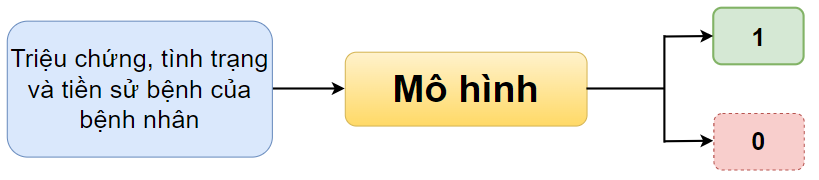 Triệu chứng, tình trạng
và tiền sử bệnh của
bệnh nhân
Mô hình
1
0